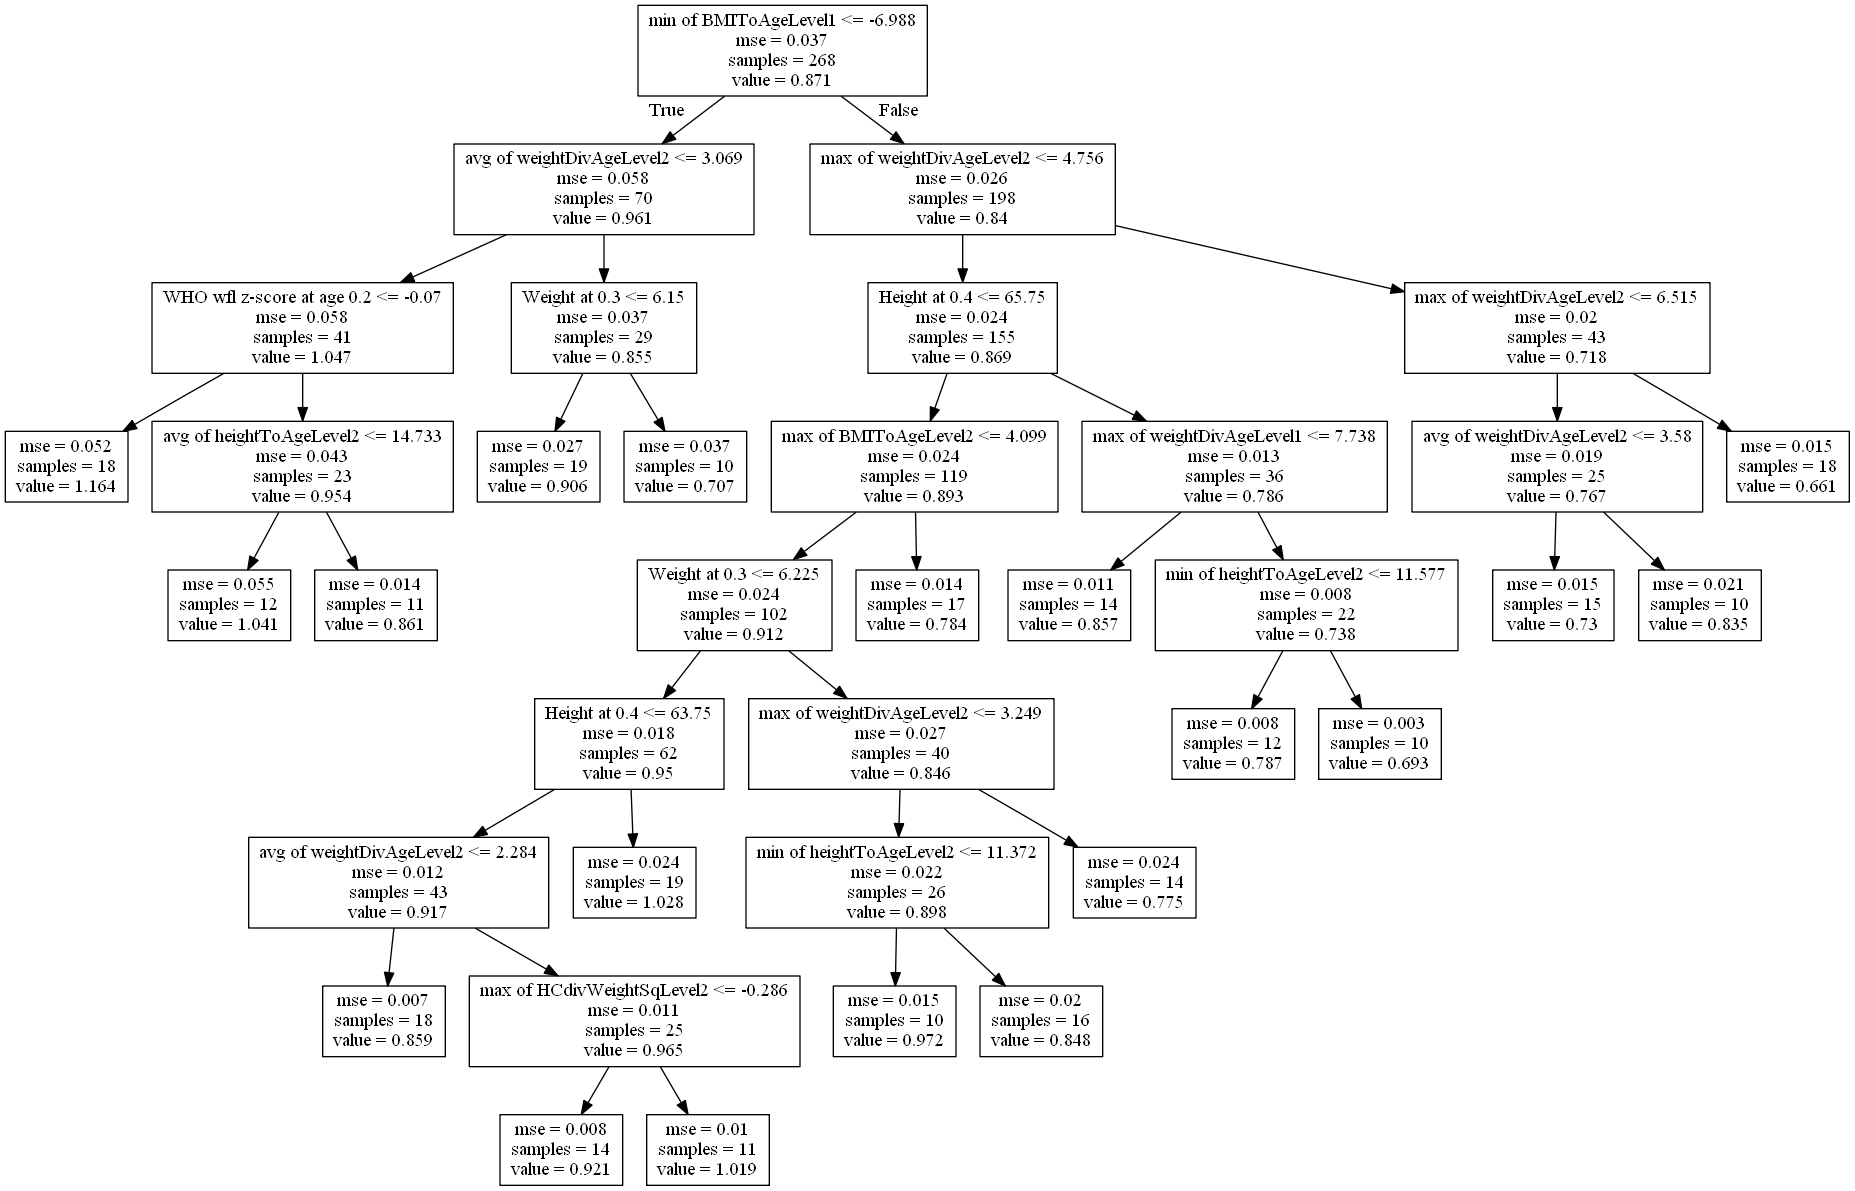 min of BMIToAgeLevel1 <= -6.988
mse = 0.037
samples = 268
value = 0.871
True
False
avg of weightDivAgeLevel2 <= 3.069
mse = 0.058
samples = 70
value = 0.961
max of weightDivAgeLevel2 <= 4.756
mse = 0.026
samples = 198
value = 0.84
WHO wfl z-score at age 0.2 <= -0.07
mse = 0.058
samples = 41
value = 1.047
Weight at 0.3 <= 6.15
mse = 0.037
samples = 29
value = 0.855
Height at 0.4 <= 65.75
mse = 0.024
samples = 155
value = 0.869
max of weightDivAgeLevel2 <= 6.515
mse = 0.02
samples = 43
value = 0.718
mse = 0.052
samples = 18
value = 1.164
avg of heightToAgeLevel2 <= 14.733
mse = 0.043
samples = 23
value = 0.954
mse = 0.027
samples = 19
value = 0.906
mse = 0.037
samples = 10
value = 0.707
max of BMIToAgeLevel2 <= 4.099
mse = 0.024
samples = 119
value = 0.893
max of weightDivAgeLevel1 <= 7.738
mse = 0.013
samples = 36
value = 0.786
avg of weightDivAgeLevel2 <= 3.58
mse = 0.019
samples = 25
value = 0.767
mse = 0.015
samples = 18
value = 0.661
mse = 0.055
samples = 12
value = 1.041
mse = 0.014
samples = 11
value = 0.861
Weight at 0.3 <= 6.225
mse = 0.024
samples = 102
value = 0.912
mse = 0.014
samples = 17
value = 0.784
mse = 0.011
samples = 14
value = 0.857
min of heightToAgeLevel2 <= 11.577
mse = 0.008
samples = 22
value = 0.738
mse = 0.015
samples = 15
value = 0.73
mse = 0.021
samples = 10
value = 0.835
Height at 0.4 <= 63.75
mse = 0.018
samples = 62
value = 0.95
max of weightDivAgeLevel2 <= 3.249
mse = 0.027
samples = 40
value = 0.846
mse = 0.008
samples = 12
value = 0.787
mse = 0.003
samples = 10
value = 0.693
avg of weightDivAgeLevel2 <= 2.284
mse = 0.012
samples = 43
value = 0.917
mse = 0.024
samples = 19
value = 1.028
min of heightToAgeLevel2 <= 11.372
mse = 0.022
samples = 26
value = 0.898
mse = 0.024
samples = 14
value = 0.775
mse = 0.007
samples = 18
value = 0.859
max of HCdivWeightSqLevel2 <= -0.286
mse = 0.011
samples = 25
value = 0.965
mse = 0.015
samples = 10
value = 0.972
mse = 0.02
samples = 16
value = 0.848
mse = 0.008
samples = 14
value = 0.921
mse = 0.01
samples = 11
value = 1.019